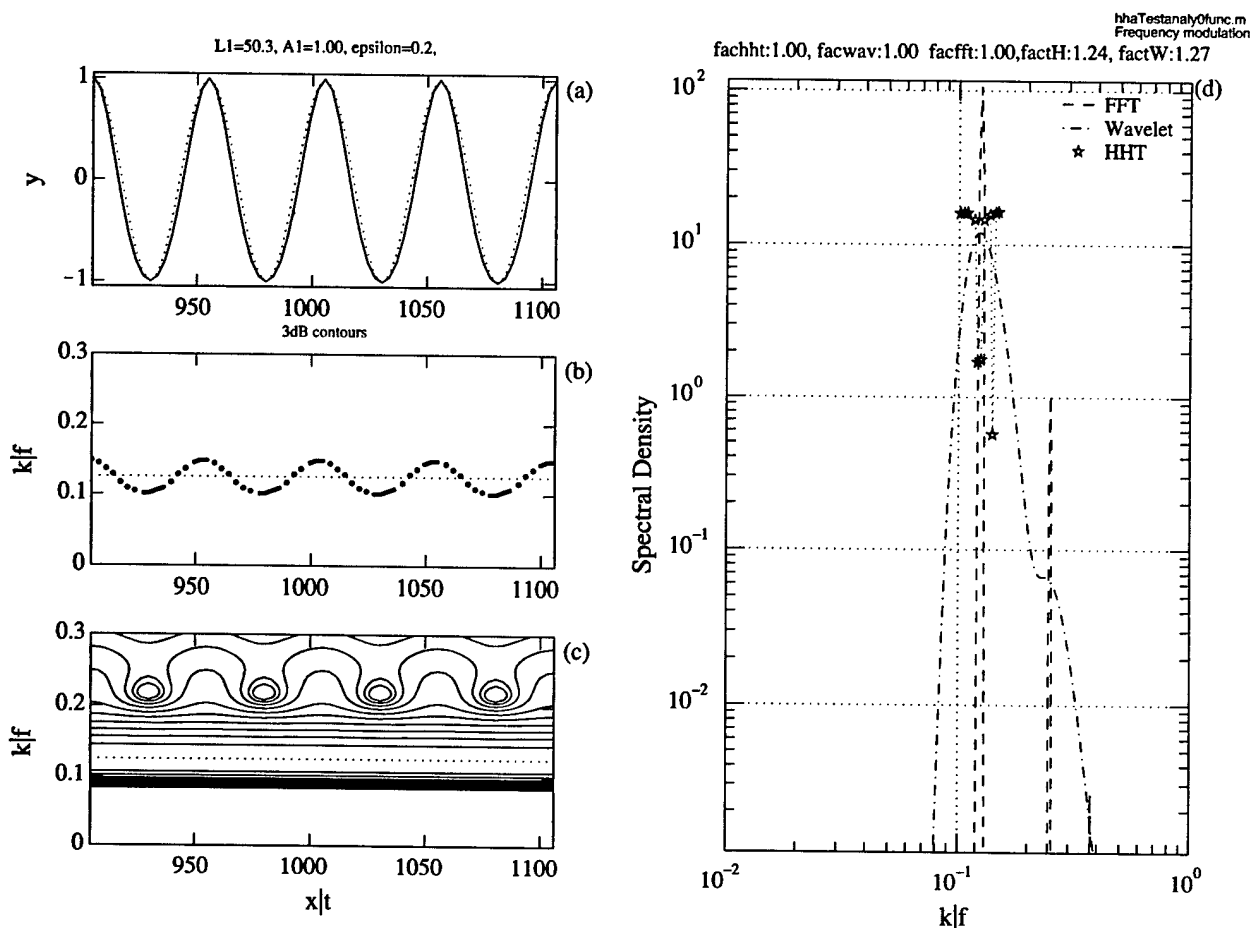 hhaTestanaly0func.m
Frequency modulation
L1=50.3, A1=1.00, epsilon=0.2,
fachht:1.00, facwav:1.00 facfft:1.00,factH:1.24, factW:1.27
1
0
−1
y
(a)
950 1000 1050 1100
3dB contours
0.3
0.2
0.1
0
k|f
(b)
950 1000 1050 1100
0.3
0.2
0.1
0
k|f
(c)
950 1000 1050 1100
x|t
(d)
FFT
Wavelet
HHT
10^2
10^1
10^0
10^−1
10^−2
Spectral Density
10^−2 10^−1 10^0
k|f